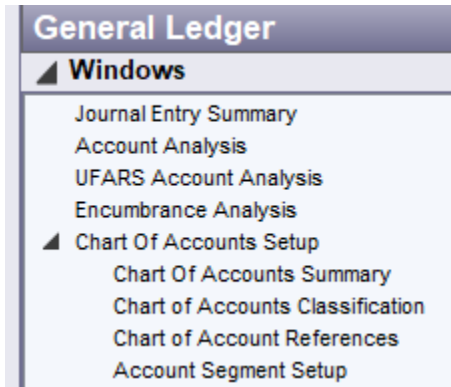 General Ledger
Windows
Journal Entry Summary
Account Analysis
UFARS Account Analysis
Encumbrance Analysis
Chart Of Accounts Setup
Chart Of Accounts Summary
Chart of Accounts Classification
Chart of Account References
Account Segment Setup